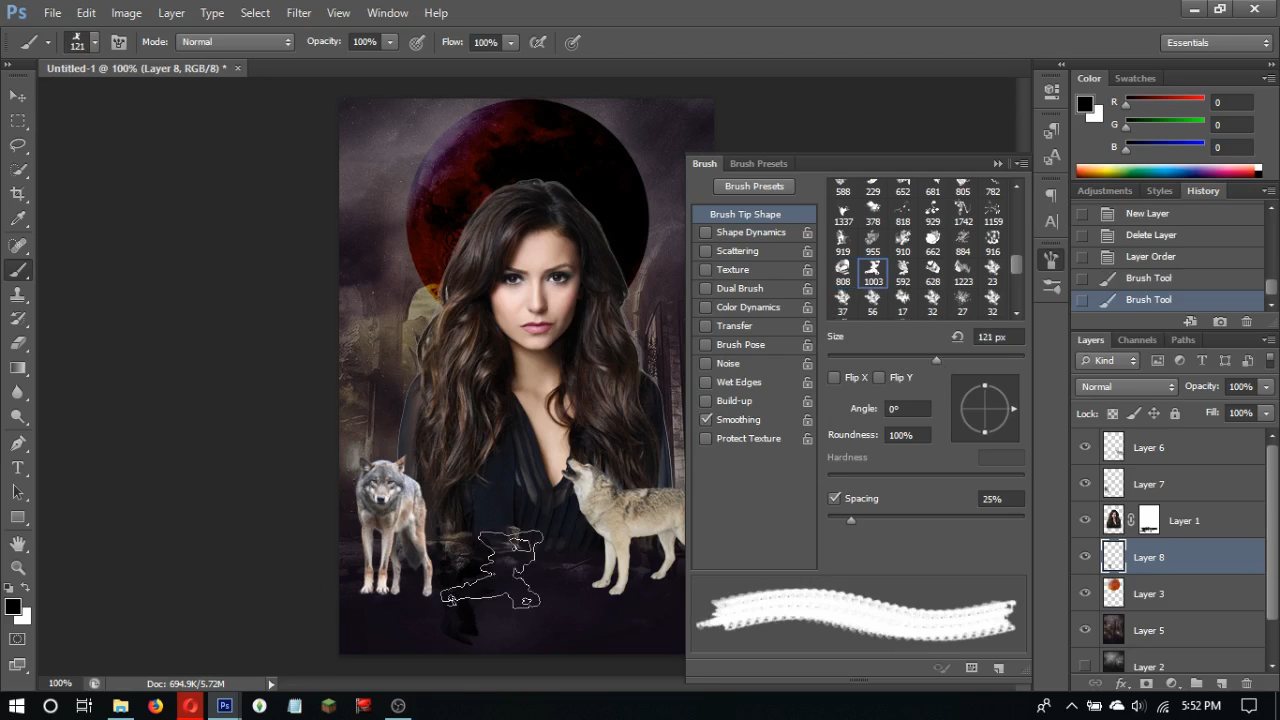 Ps File Edit Image Layer Type Select Filter 3D View Window Help
121 Mode: Normal Opacity: 100% Flow: 100% Essentials
Untitled-1 @ 100% (Layer 8, RGB/8) * ×
Color Swatches
R 0
G 0
B 0
Adjustments Styles History
New Layer
Delete Layer
Layer Order
Brush Tool
Brush Tool
Brush Brush Presets
Brush Presets
Brush Tip Shape
Shape Dynamics
Scattering
Texture
Dual Brush
Color Dynamics
Transfer
Brush Pose
Noise
Wet Edges
Build-up
Smoothing
Protect Texture
588 229 652 681 805 782
1337 378 818 929 1742 1159
919 955 910 662 884 916
808 1003 592 628 1223 23
37 56 17 32 27 32
Size 121 px
Flip X Flip Y
Angle: 0º
Roundness: 100%
Hardness
Spacing 25%
Layers Channels Paths
Kind
Normal Opacity: 100%
Lock: Fill: 100%
Layer 6
Layer 7
Layer 1
Layer 8
Layer 3
Layer 5
Layer 2
fx
100% Doc: 694.9K/5.72M
Ps
5:52 PM